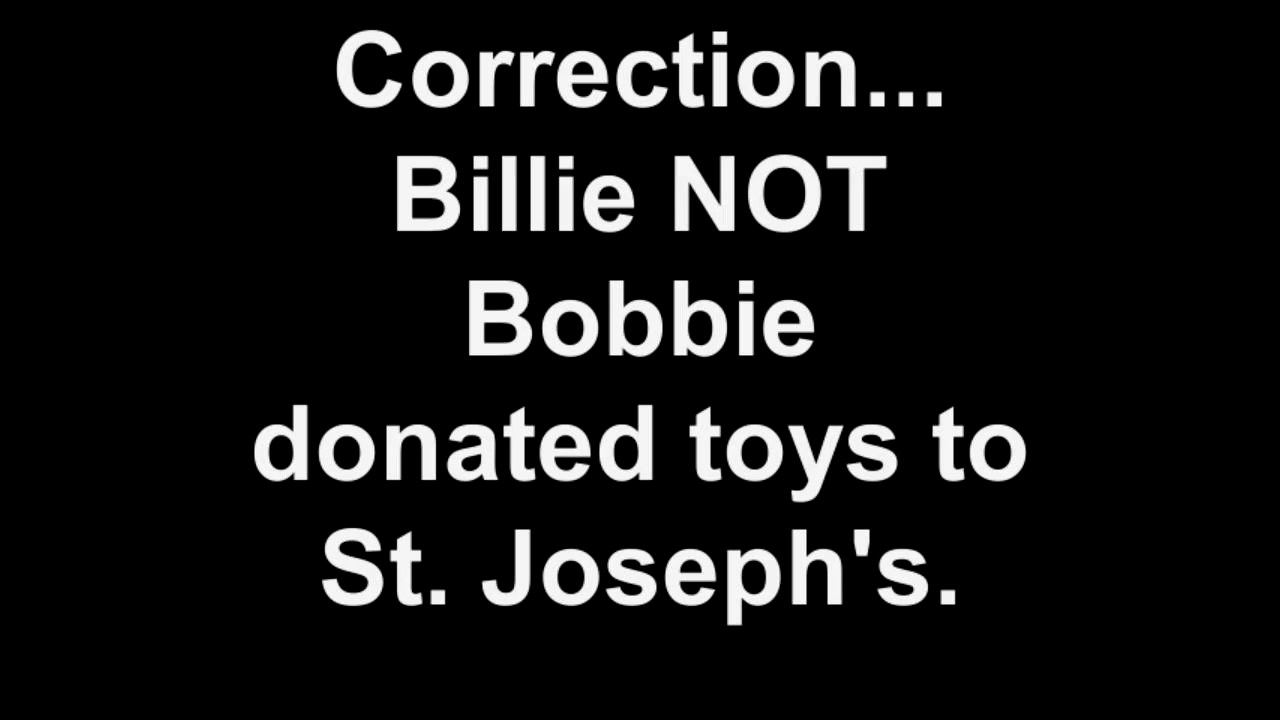 Correction...
Billie NOT
Bobbie
donated toys to
St. Joseph's.